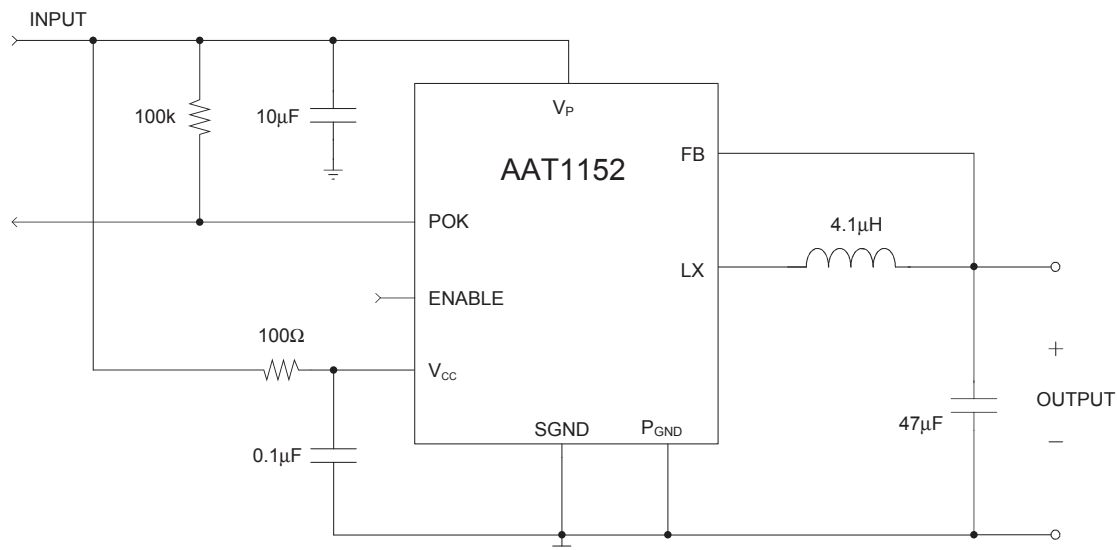 INPUT
100k
10μF
V_P
AAT1152
FB
POK
4.1μH
LX
ENABLE
100Ω
V_CC
+
OUTPUT
47μF
−
SGND
P_GND
0.1μF